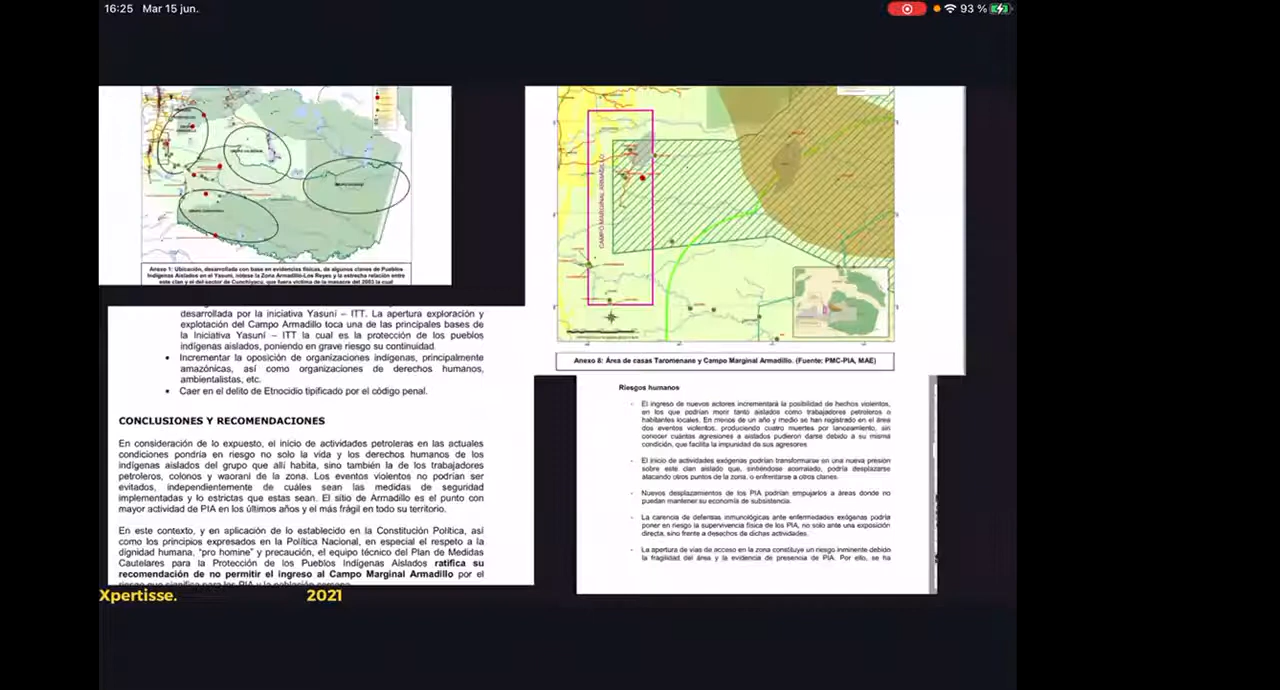 16:25 Mar 15 jun.
93 %
Anexo 1: Ubicación, desarrollada con base en evidencias físicas, de algunos clanes de Pueblos
Indígenas Aislados en el Yasuní, nótese la Zona Armadillo-Los Reyes y la estrecha relación entre
este clan y el del sector de Cunchiyacu, que fuera víctima de la masacre del 2003 la cual
desarrollada por la iniciativa Yasuní – ITT. La apertura exploración y
explotación del Campo Armadillo toca una de las principales bases de
la Iniciativa Yasuní – ITT la cual es la protección de los pueblos
indígenas aislados, poniendo en grave riesgo su continuidad.
• Incrementar la oposición de organizaciones indígenas, principalmente
amazónicas, así como organizaciones de derechos humanos,
ambientalistas, etc.
• Caer en el delito de Etnocidio tipificado por el código penal.
CONCLUSIONES Y RECOMENDACIONES
En consideración de lo expuesto, el inicio de actividades petroleras en las actuales
condiciones pondría en riesgo no solo la vida y los derechos humanos de los
indígenas aislados del grupo que allí habita, sino también la de los trabajadores
petroleros, colonos y waorani de la zona. Los eventos violentos no podrían ser
evitados, independientemente de cuáles sean las medidas de seguridad
implementadas y lo estrictas que estas sean. El sitio de Armadillo es el punto con
mayor actividad de PIA en los últimos años y el más frágil en todo su territorio.
En este contexto, y en aplicación de lo establecido en la Constitución Política, así
como los principios expresados en la Política Nacional, en especial el respeto a la
dignidad humana, "pro homine" y precaución, el equipo técnico del Plan de Medidas
Cautelares para la Protección de los Pueblos Indígenas Aislados ratifica su
recomendación de no permitir el ingreso al Campo Marginal Armadillo por el
riesgo que significa para los PIA y la población
CAMPO MARGINAL ARMADILLO
Anexo 8: Área de casas Taromenane y Campo Marginal Armadillo. (Fuente: PMC-PIA, MAE)
Riesgos humanos
- El ingreso de nuevos actores incrementará la posibilidad de hechos violentos,
en los que podrían morir tanto aislados como trabajadores petroleros o
habitantes locales. En menos de un año y medio se han registrado en el área
dos eventos violentos, produciendo cuatro muertes por lanceamiento, sin
conocer cuántas agresiones a aislados pudieron darse debido a su misma
condición, que facilita la impunidad de sus agresores.
- El inicio de actividades exógenas podrían transformarse en una nueva presión
sobre este clan aislado que, sintiéndose acorralado, podría desplazarse
atacando otros puntos de la zona, o enfrentarse a otros clanes.
- Nuevos desplazamientos de los PIA podrían empujarlos a áreas donde no
puedan mantener su economía de subsistencia.
- La carencia de defensas inmunológicas ante enfermedades exógenas podría
poner en riesgo la supervivencia física de los PIA, no solo ante una exposición
directa, sino frente a desechos de dichas actividades.
- La apertura de vías de acceso en la zona constituye un riesgo inminente debido
la fragilidad del área y la evidencia de presencia de PIA. Por ello, se ha
Xpertisse. 2021